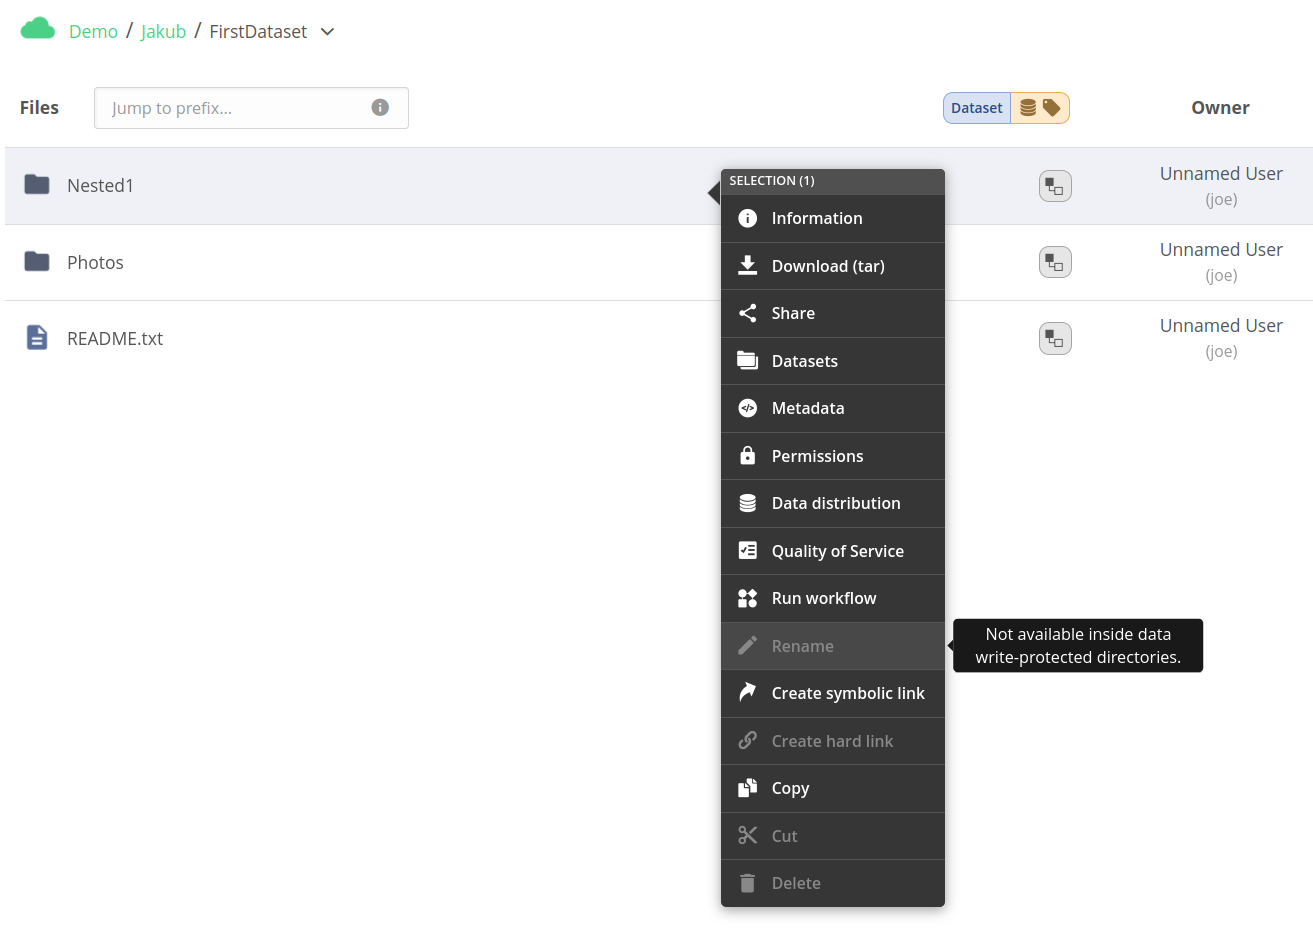 Demo / Jakub / FirstDataset
Files
Jump to prefix...
Dataset
Owner
Nested1
Unnamed User
(joe)
Photos
Unnamed User
(joe)
README.txt
Unnamed User
(joe)
SELECTION (1)
Information
Download (tar)
Share
Datasets
Metadata
Permissions
Data distribution
Quality of Service
Run workflow
Rename
Not available inside data
write-protected directories.
Create symbolic link
Create hard link
Copy
Cut
Delete